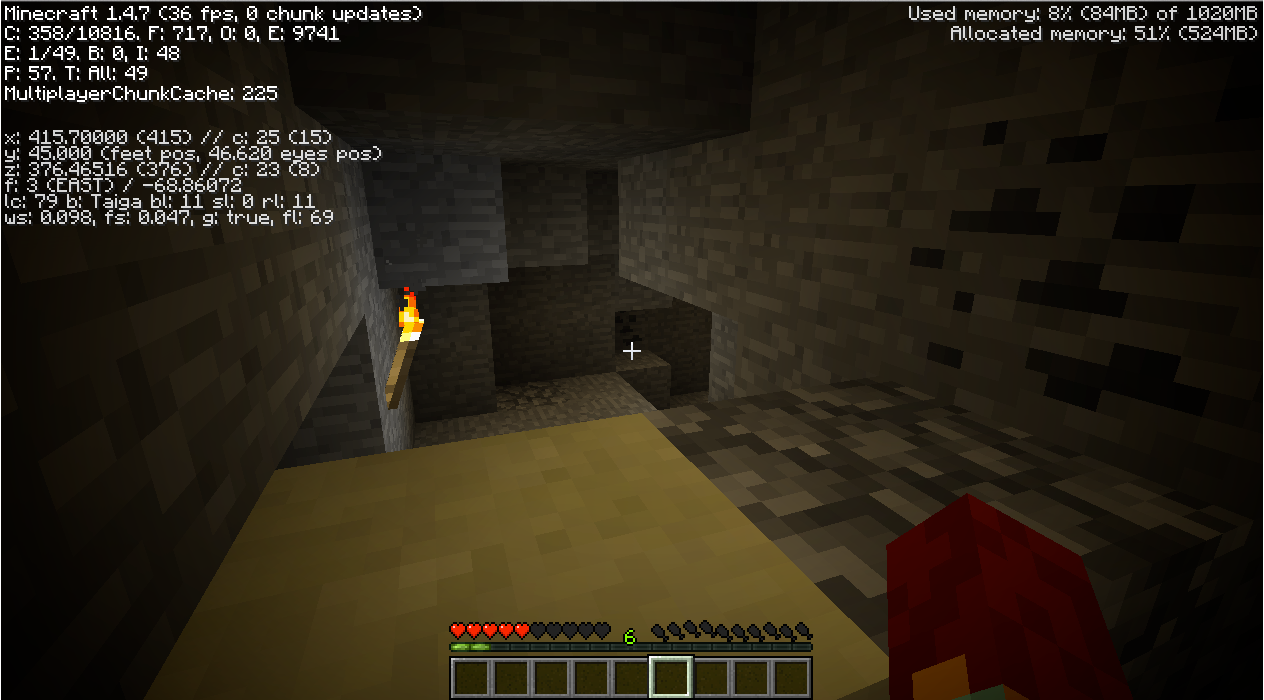 Minecraft 1.4.7 (36 fps, 0 chunk updates)
C: 358/10816. F: 717, O: 0, E: 9741
E: 1/49. B: 0, I: 48
P: 57. T: All: 49
MultiplayerChunkCache: 225
Used memory: 8% (84MB) of 1020MB
Allocated memory: 51% (524MB)
x: 415.70000 (415) // c: 25 (15)
y: 45.000 (feet pos, 46.620 eyes pos)
z: 376.46516 (376) // c: 23 (8)
f: 3 (EAST) / -68.86072
lc: 79 b: Taiga bl: 11 sl: 0 rl: 11
ws: 0.098, fs: 0.047, g: true, fl: 69
6